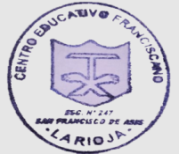 CENTRO EDUCATIVO FRANCISCANO
ESC. N° 247
SAN FRANCISCO DE ASIS
- LA RIOJA -